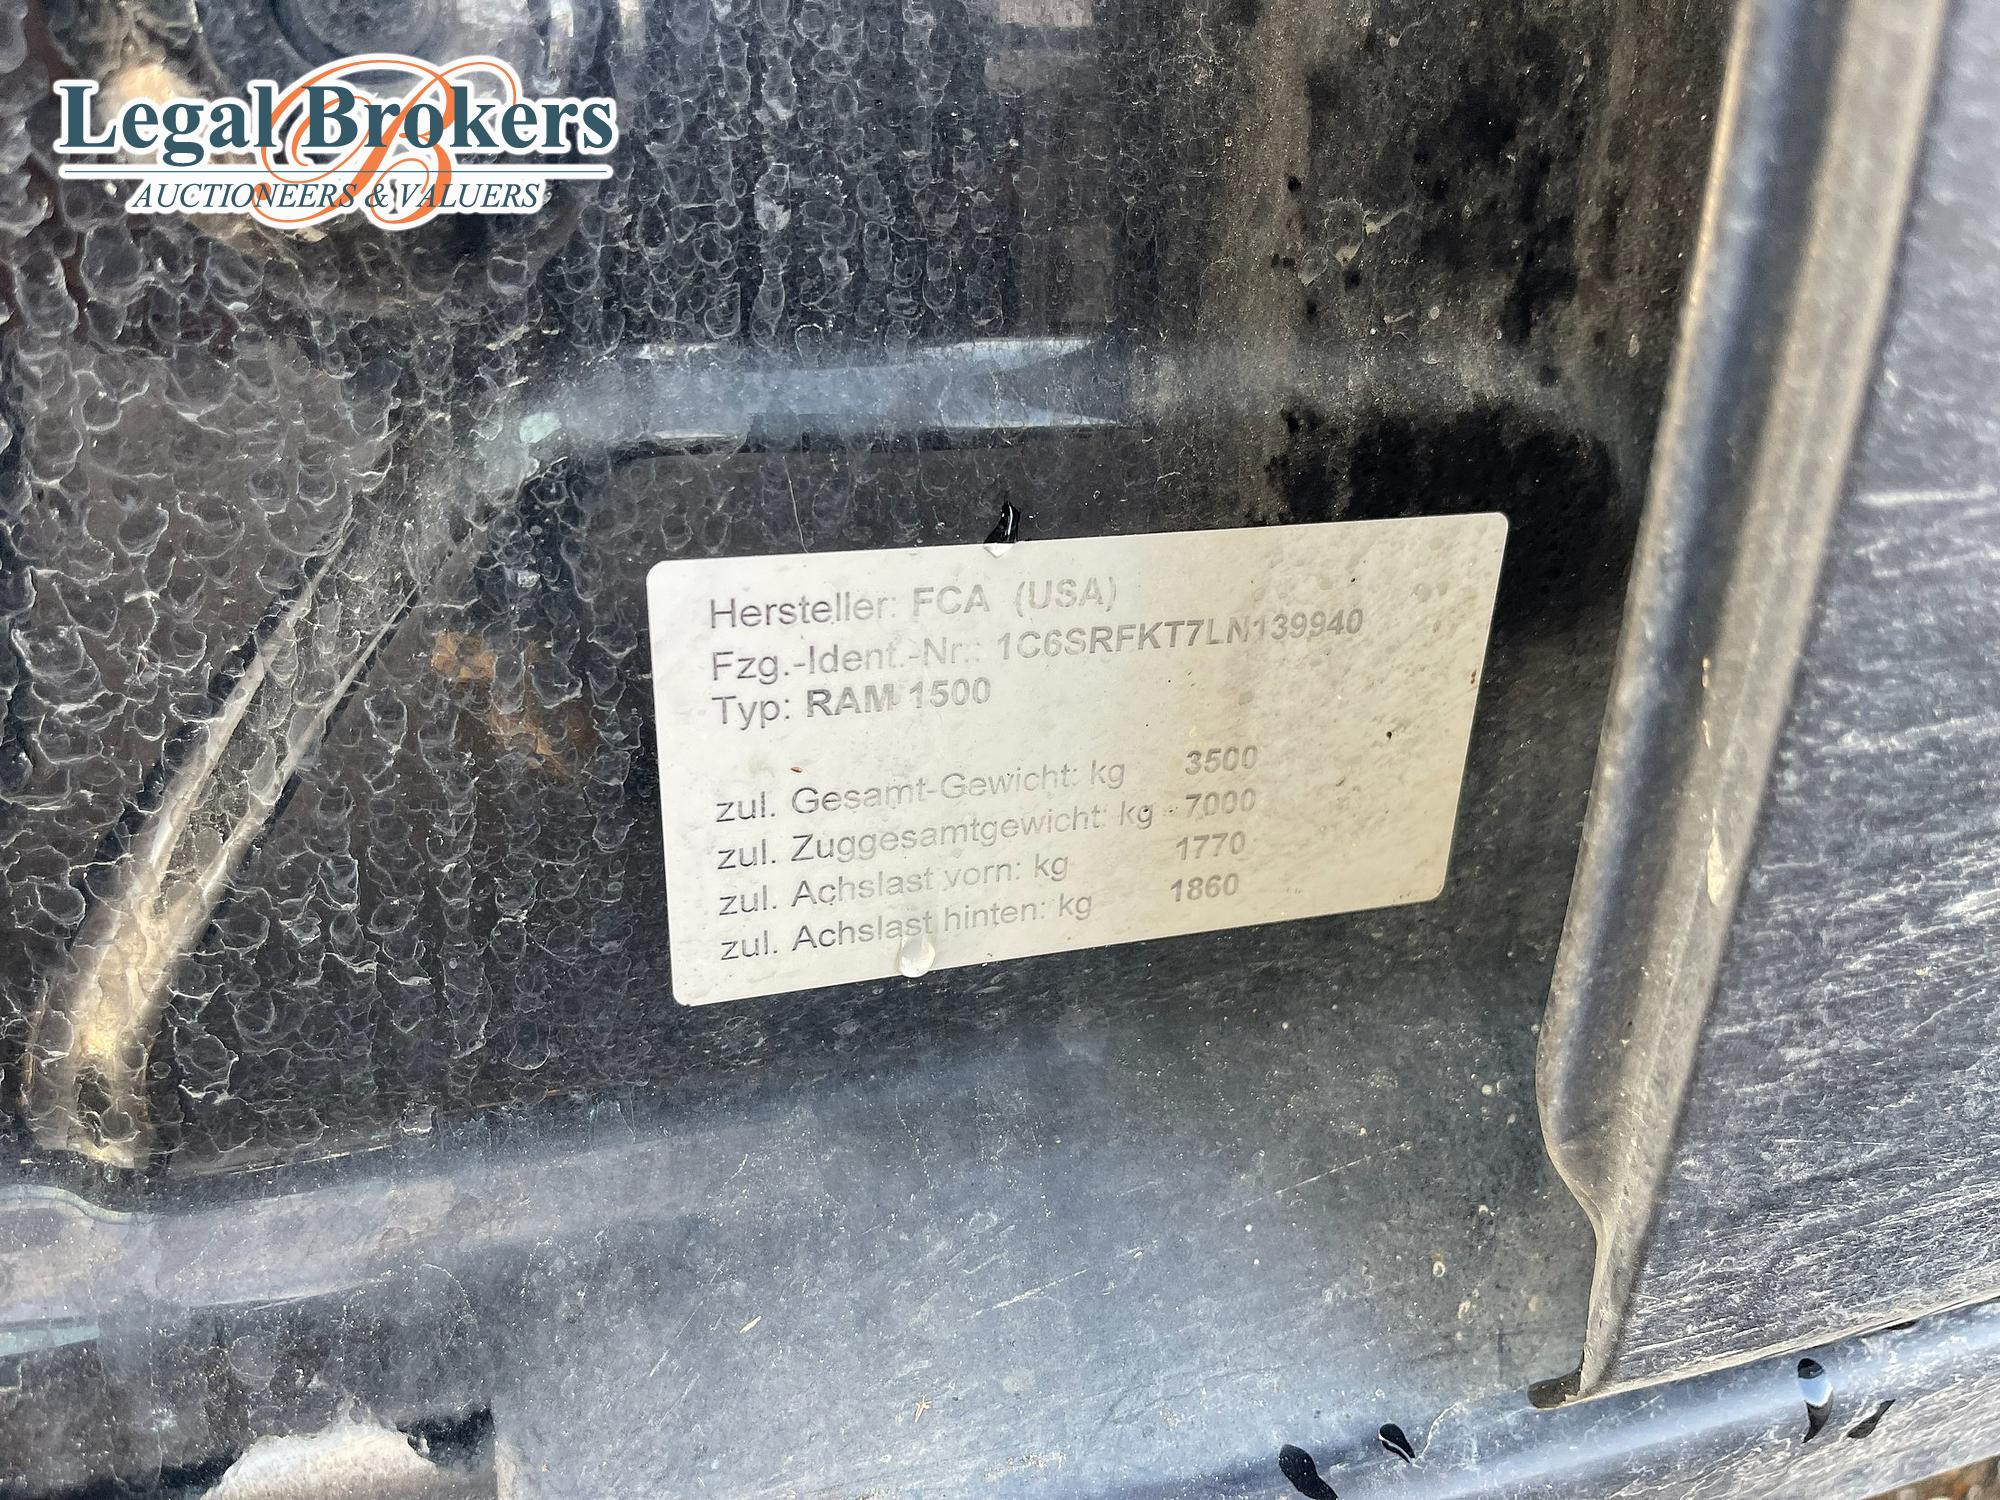 Legal Brokers
AUCTIONEERS & VALUERS
Hersteller: FCA (USA)
Fzg.-Ident.-Nr.: 1C6SRFKT7LN139940
Typ: RAM 1500
zul. Gesamt-Gewicht: kg 3500
zul. Zuggesamtgewicht: kg - 7000
zul. Achslast vorn: kg 1770
zul. Achslast hinten: kg 1860